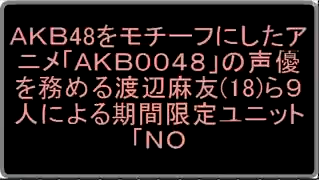 AKB48をモチーフにしたア
ニメ「AKB0048」の声優
を務める渡辺麻友(18)ら9
人による期間限定ユニット
「NO